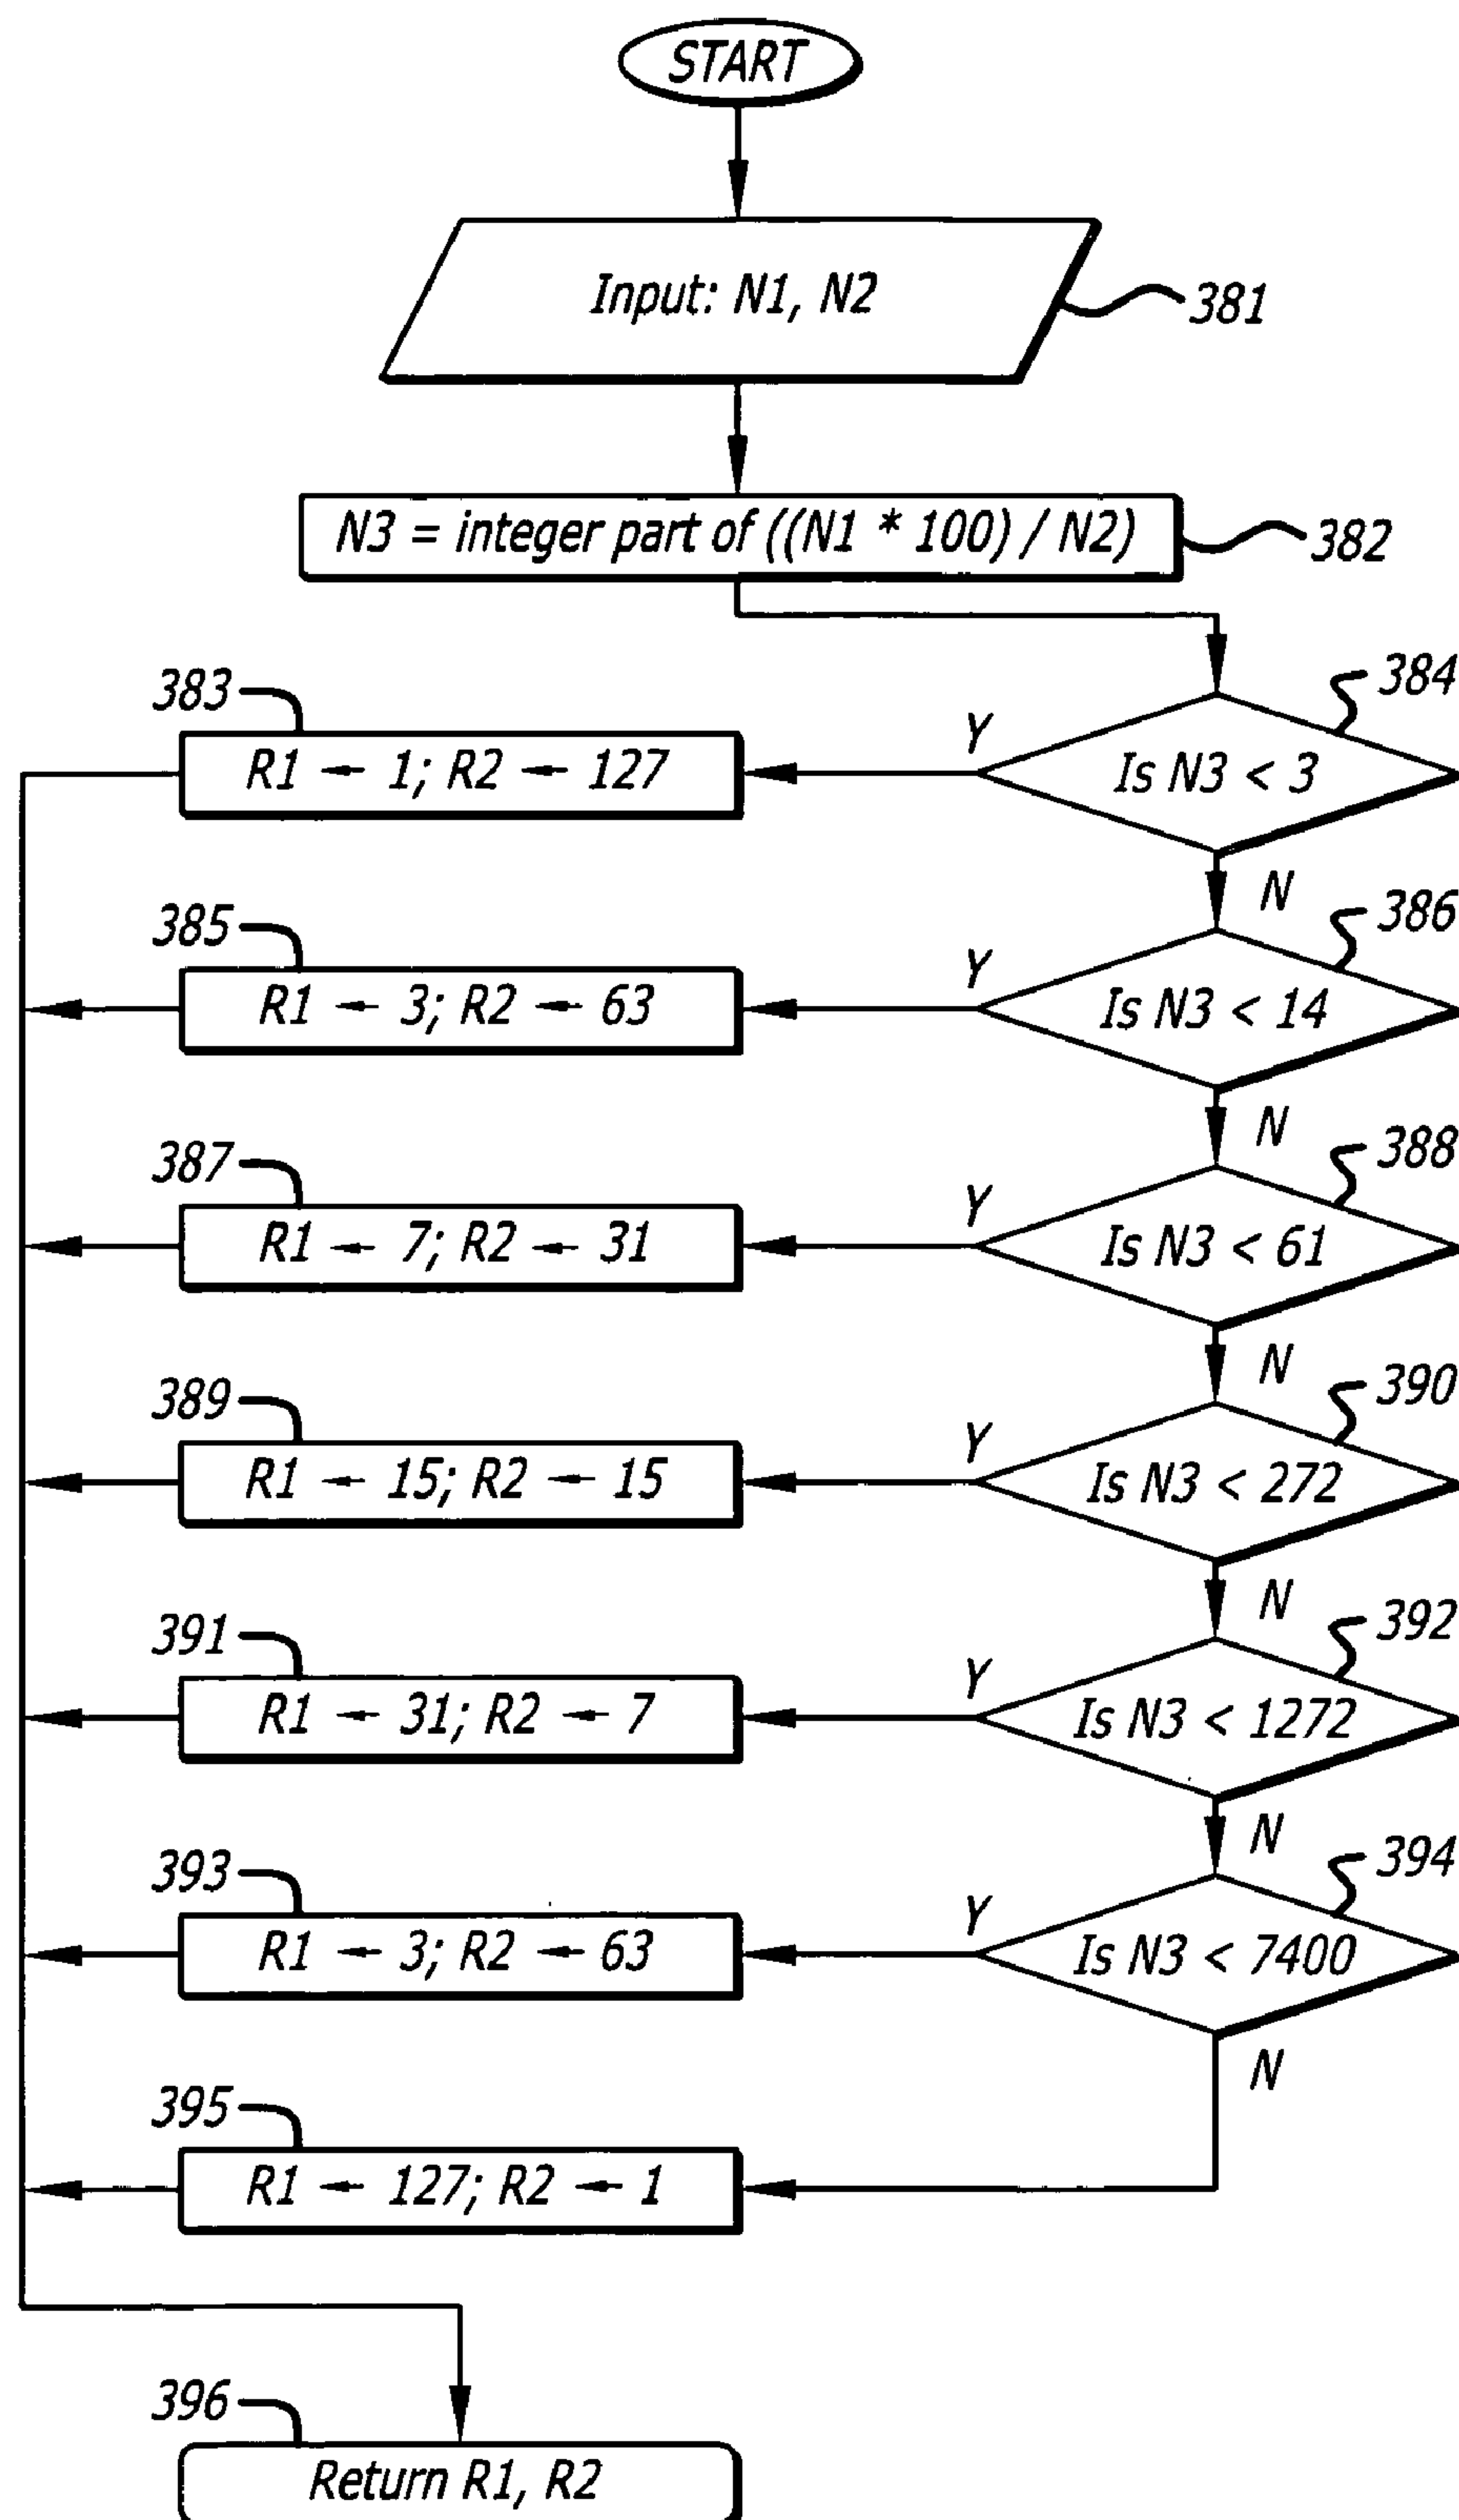 START
Input: N1, N2
381
N3 = integer part of ((N1 * 100) / N2)
382
383
384
R1 ← 1; R2 ← 127
Y
Is N3 < 3
N
385
386
R1 ← 3; R2 ← 63
Y
Is N3 < 14
N
387
388
R1 ← 7; R2 ← 31
Y
Is N3 < 61
N
389
390
R1 ← 15; R2 ← 15
Y
Is N3 < 272
N
391
392
R1 ← 31; R2 ← 7
Y
Is N3 < 1272
N
393
394
R1 ← 3; R2 ← 63
Y
Is N3 < 7400
N
395
R1 ← 127; R2 ← 1
396
Return R1, R2